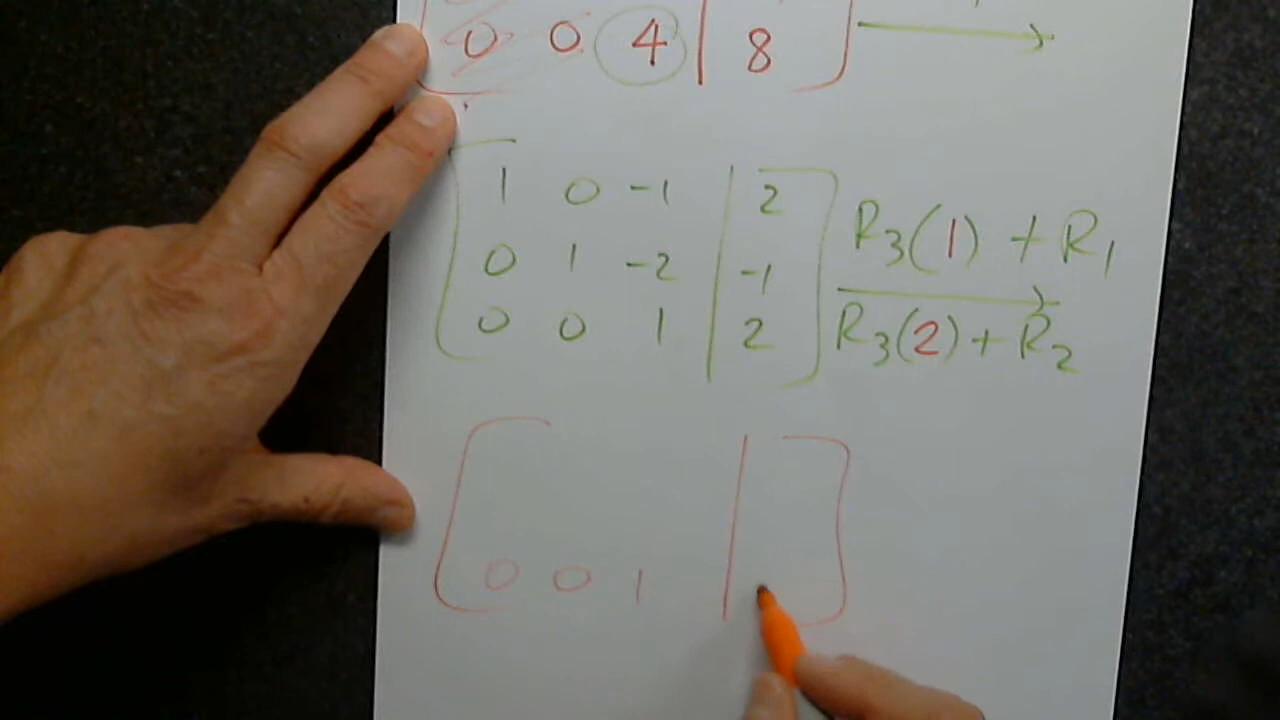 0 0 4 | 8
1 0 -1 | 2 R3(1) + R1
0 1 -2 | -1
0 0 1 | 2 R3(2) + R2
0 0 1 |